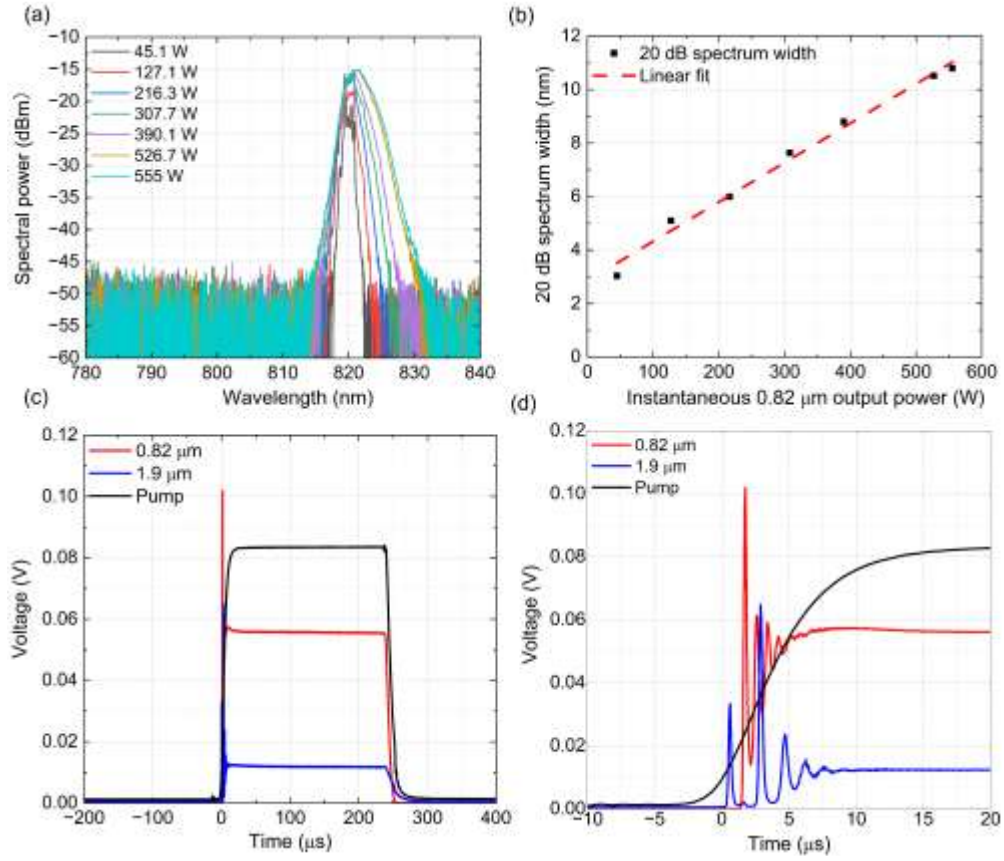 (a)
−10
−15
−20
−25
−30
−35
−40
−45
−50
−55
−60
Spectral power (dBm)
45.1 W
127.1 W
216.3 W
307.7 W
390.1 W
526.7 W
555 W
780 790 800 810 820 830 840
Wavelength (nm)
(b)
12
10
8
6
4
2
0
20 dB spectrum width (nm)
20 dB spectrum width
Linear fit
0 100 200 300 400 500 600
Instantaneous 0.82 μm output power (W)
(c)
0.12
0.10
0.08
0.06
0.04
0.02
0.00
Voltage (V)
0.82 μm
1.9 μm
Pump
−200 −100 0 100 200 300 400
Time (μs)
(d)
0.12
0.10
0.08
0.06
0.04
0.02
0.00
Voltage (V)
0.82 μm
1.9 μm
Pump
−10 −5 0 5 10 15 20
Time (μs)